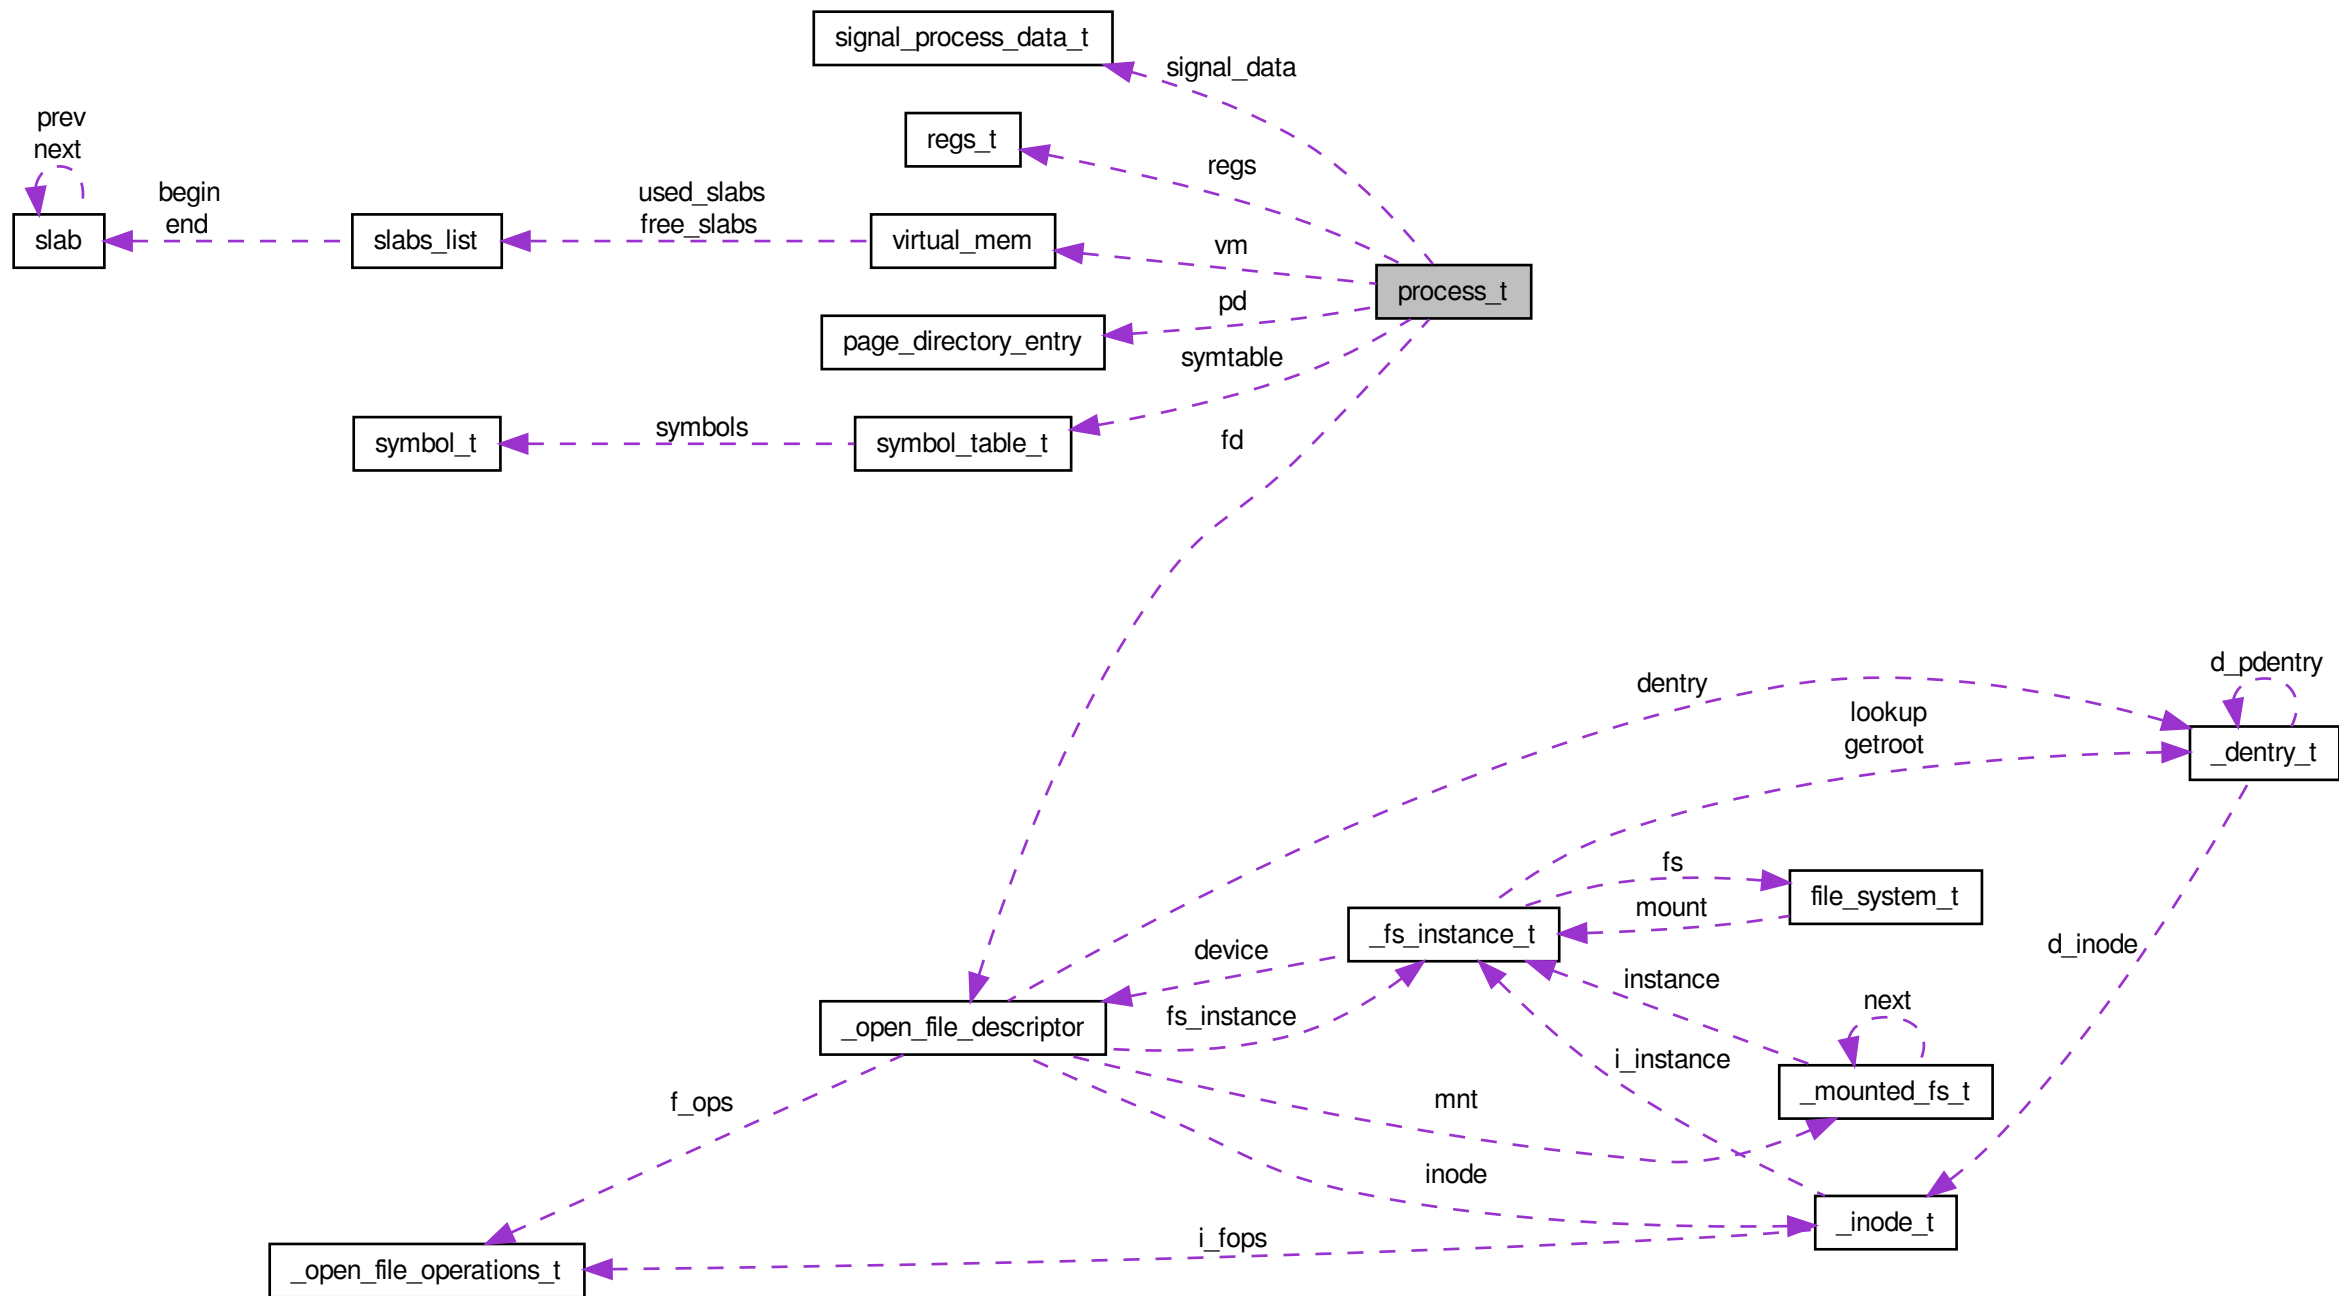 signal_process_data_t
signal_data
prev
next
regs_t
regs
begin
end
used_slabs
free_slabs
slab
slabs_list
virtual_mem
vm
process_t
pd
page_directory_entry
symtable
symbols
symbol_t
symbol_table_t
fd
d_pdentry
dentry
lookup
getroot
_dentry_t
fs
file_system_t
mount
_fs_instance_t
device
d_inode
instance
next
fs_instance
_open_file_descriptor
i_instance
_mounted_fs_t
f_ops
mnt
inode
_inode_t
i_fops
_open_file_operations_t